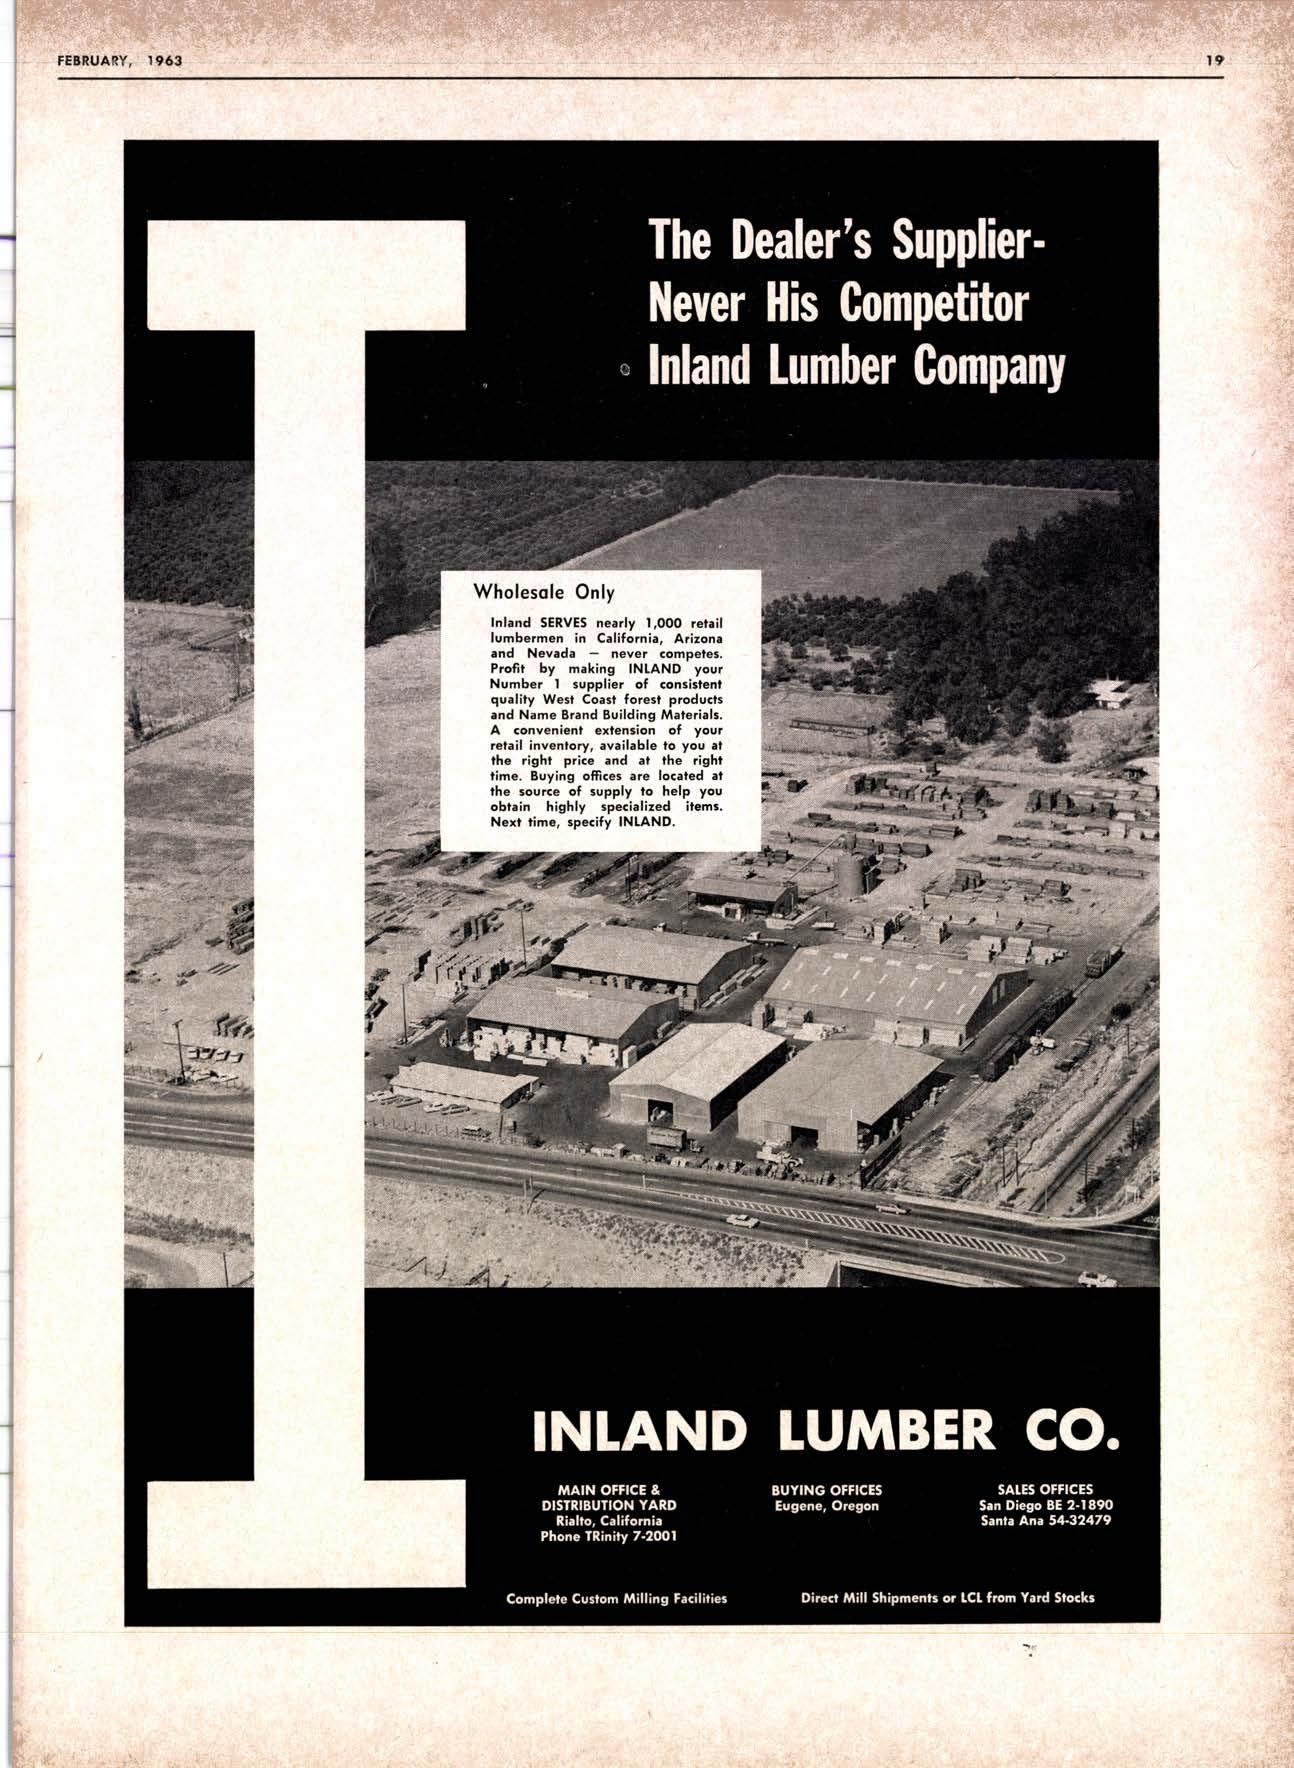 FEBRUARY, 1963
19
I
The Dealer's Supplier-
Never His Competitor
Inland Lumber Company
Wholesale Only
Inland SERVES nearly 1,000 retail
lumbermen in California, Arizona
and Nevada — never competes.
Profit by making INLAND your
Number 1 supplier of consistent
quality West Coast forest products
and Name Brand Building Materials.
A convenient extension of your
retail inventory, available to you at
the right price and at the right
time. Buying offices are located at
the source of supply to help you
obtain highly specialized items.
Next time, specify INLAND.
INLAND LUMBER CO.
MAIN OFFICE &
DISTRIBUTION YARD
Rialto, California
Phone TRinity 7-2001
BUYING OFFICES
Eugene, Oregon
SALES OFFICES
San Diego BE 2-1890
Santa Ana 54-32479
Complete Custom Milling Facilities
Direct Mill Shipments or LCL from Yard Stocks